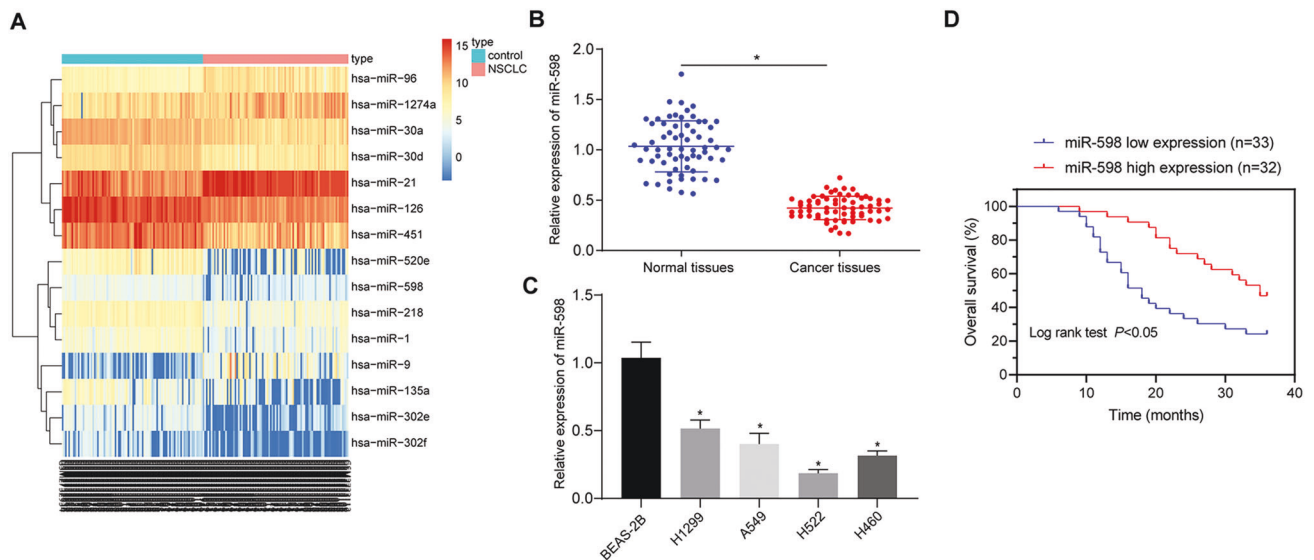 A
type
control
NSCLC
15
10
5
0
type
hsa-miR-96
hsa-miR-1274a
hsa-miR-30a
hsa-miR-30d
hsa-miR-21
hsa-miR-126
hsa-miR-451
hsa-miR-520e
hsa-miR-598
hsa-miR-218
hsa-miR-1
hsa-miR-9
hsa-miR-135a
hsa-miR-302e
hsa-miR-302f
B
Relative expression of miR-598
2.0
1.5
1.0
0.5
0.0
*
Normal tissues
Cancer tissues
C
Relative expression of miR-598
1.5
1.0
0.5
0.0
*
*
*
*
BEAS-2B
H1299
A549
H522
H460
D
miR-598 low expression (n=33)
miR-598 high expression (n=32)
Overall survival (%)
100
80
60
40
20
0
Log rank test P<0.05
0
10
20
30
40
Time (months)